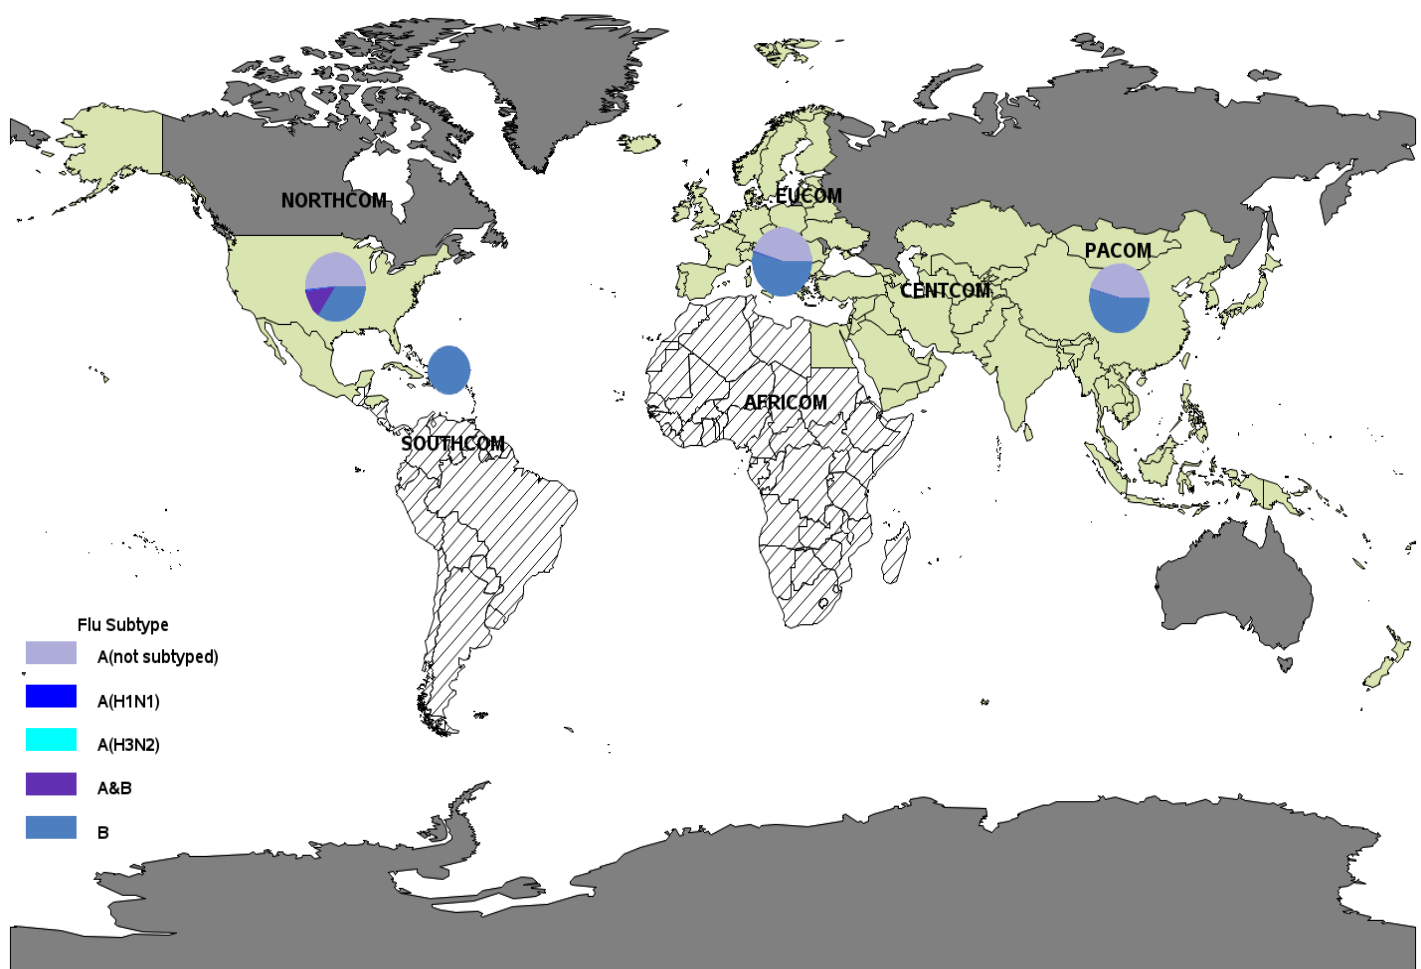 NORTHCOM
EUCOM
PACOM
CENTCOM
AFRICOM
SOUTHCOM
Flu Subtype
A(not subtyped)
A(H1N1)
A(H3N2)
A&B
B